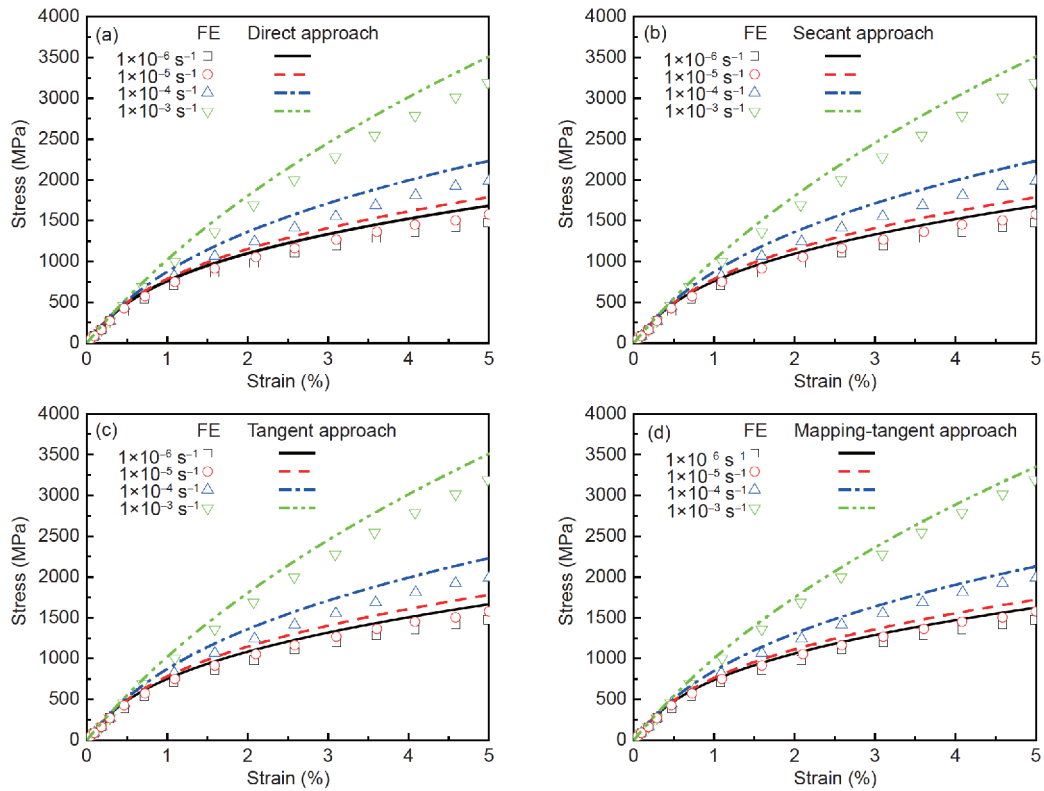 (a) FE Direct approach
1×10⁻⁶ s⁻¹
1×10⁻⁵ s⁻¹
1×10⁻⁴ s⁻¹
1×10⁻³ s⁻¹
4000
3500
3000
2500
2000
1500
1000
500
0
Stress (MPa)
0 1 2 3 4 5
Strain (%)
(b) FE Secant approach
1×10⁻⁶ s⁻¹
1×10⁻⁵ s⁻¹
1×10⁻⁴ s⁻¹
1×10⁻³ s⁻¹
4000
3500
3000
2500
2000
1500
1000
500
0
Stress (MPa)
0 1 2 3 4 5
Strain (%)
(c) FE Tangent approach
1×10⁻⁶ s⁻¹
1×10⁻⁵ s⁻¹
1×10⁻⁴ s⁻¹
1×10⁻³ s⁻¹
4000
3500
3000
2500
2000
1500
1000
500
0
Stress (MPa)
0 1 2 3 4 5
Strain (%)
(d) FE Mapping-tangent approach
1×10 ⁶ s⁻¹
1×10⁻⁵ s⁻¹
1×10⁻⁴ s⁻¹
1×10⁻³ s⁻¹
4000
3500
3000
2500
2000
1500
1000
500
0
Stress (MPa)
0 1 2 3 4 5
Strain (%)